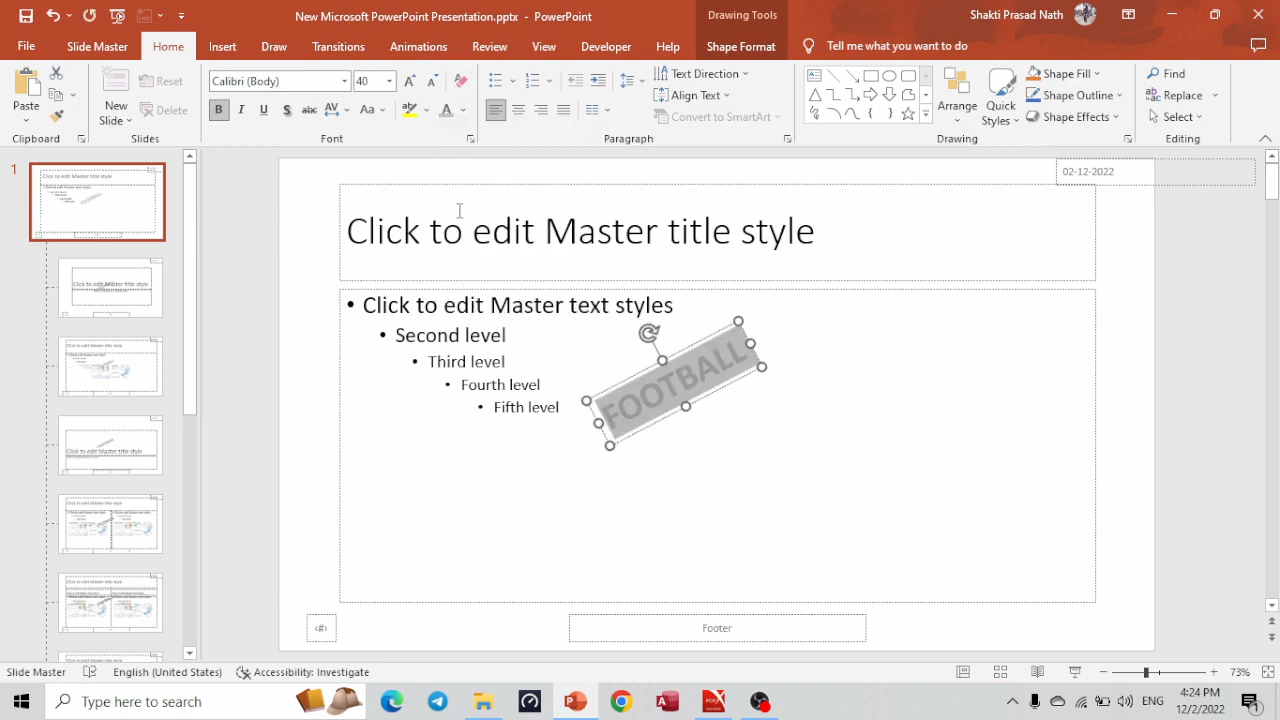 New Microsoft PowerPoint Presentation.pptx - PowerPoint
Drawing Tools
Shakti Prasad Nath
File
Slide Master
Home
Insert
Draw
Transitions
Animations
Review
View
Developer
Help
Shape Format
Tell me what you want to do
Paste
New
Slide
Reset
Delete
Calibri (Body)
40
Text Direction
Align Text
Convert to SmartArt
Arrange
Quick
Styles
Shape Fill
Shape Outline
Shape Effects
Find
Replace
Select
Clipboard
Slides
Font
Paragraph
Drawing
Editing
1
02-12-2022
Click to edit Master title style
• Click to edit Master text styles
• Second level
• Third level
• Fourth level
• Fifth level
FOOTBALL
‹#›
Footer
Slide Master
English (United States)
Accessibility: Investigate
73%
Type here to search
4:24 PM
12/2/2022